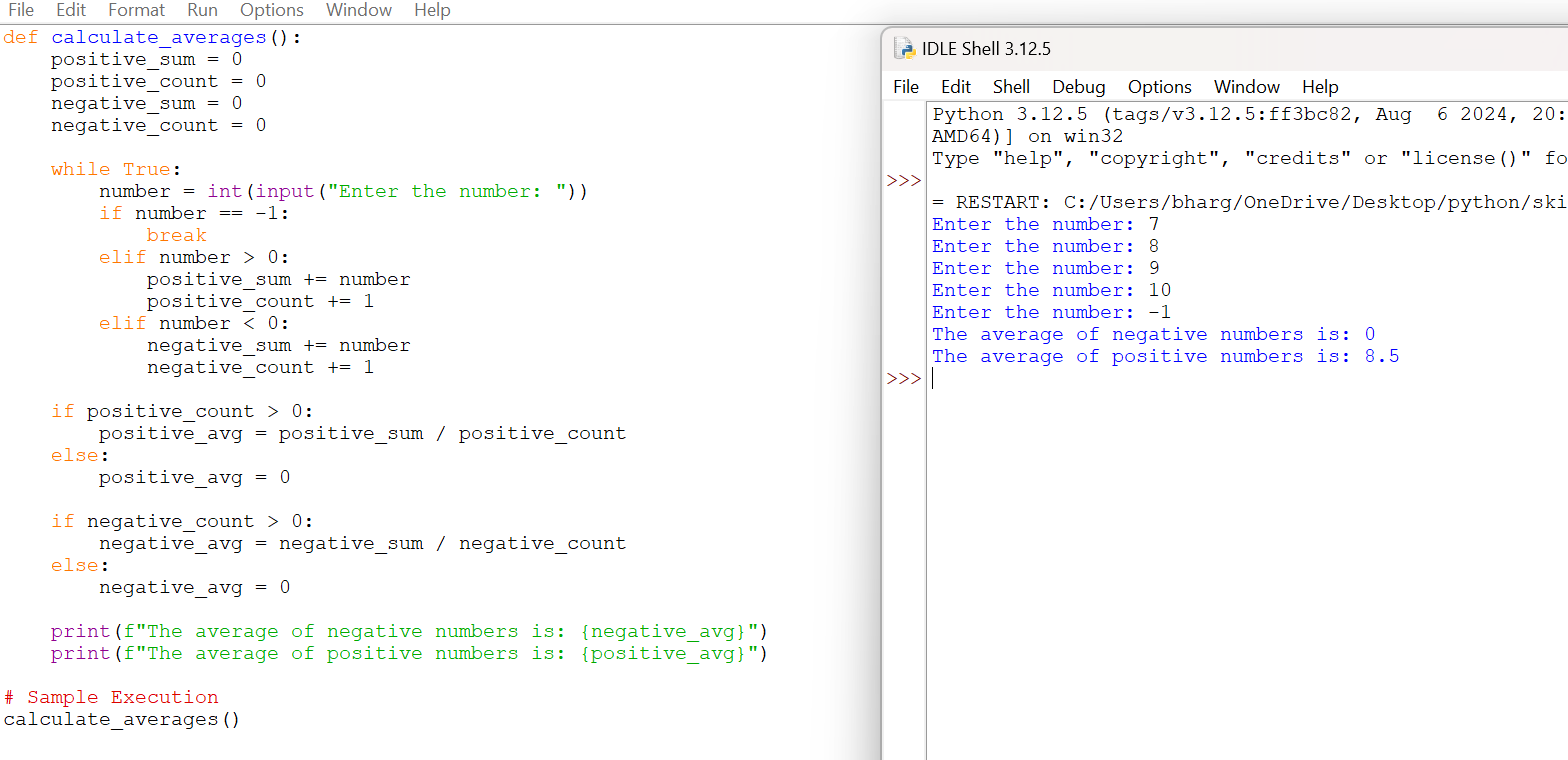 File Edit Format Run Options Window Help
def calculate_averages():
    positive_sum = 0
    positive_count = 0
    negative_sum = 0
    negative_count = 0

    while True:
        number = int(input("Enter the number: "))
        if number == -1:
            break
        elif number > 0:
            positive_sum += number
            positive_count += 1
        elif number < 0:
            negative_sum += number
            negative_count += 1

    if positive_count > 0:
        positive_avg = positive_sum / positive_count
    else:
        positive_avg = 0

    if negative_count > 0:
        negative_avg = negative_sum / negative_count
    else:
        negative_avg = 0

    print(f"The average of negative numbers is: {negative_avg}")
    print(f"The average of positive numbers is: {positive_avg}")

# Sample Execution
calculate_averages()
IDLE Shell 3.12.5
File Edit Shell Debug Options Window Help
Python 3.12.5 (tags/v3.12.5:ff3bc82, Aug  6 2024, 20:
AMD64)] on win32
Type "help", "copyright", "credits" or "license()" fo
>>>
= RESTART: C:/Users/bharg/OneDrive/Desktop/python/ski
Enter the number: 7
Enter the number: 8
Enter the number: 9
Enter the number: 10
Enter the number: -1
The average of negative numbers is: 0
The average of positive numbers is: 8.5
>>>